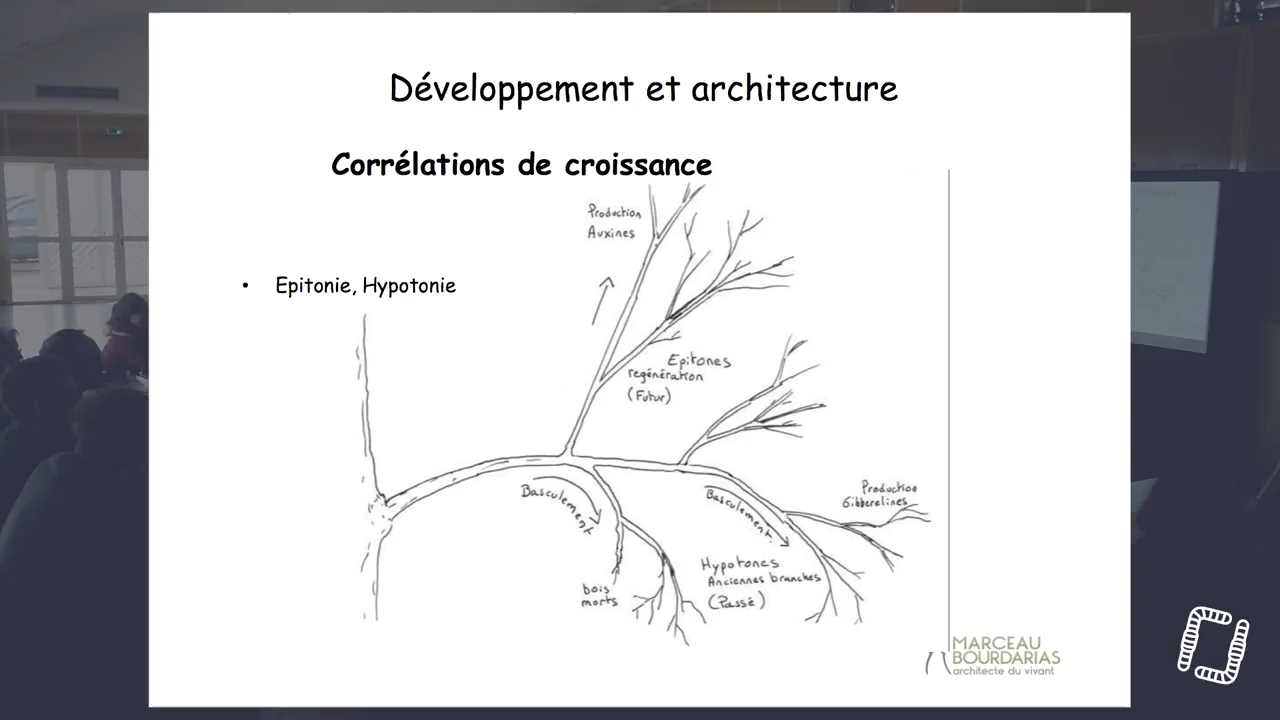 Développement et architecture
Corrélations de croissance
Production
Auxines
• Epitonie, Hypotonie
Epitones
regénération
(Futur)
Basculement
Basculement.
Production
Gibberelines
Hypotones
Anciennes branches
(Passé)
bois
morts
MARCEAU
BOURDARIAS
architecte du vivant